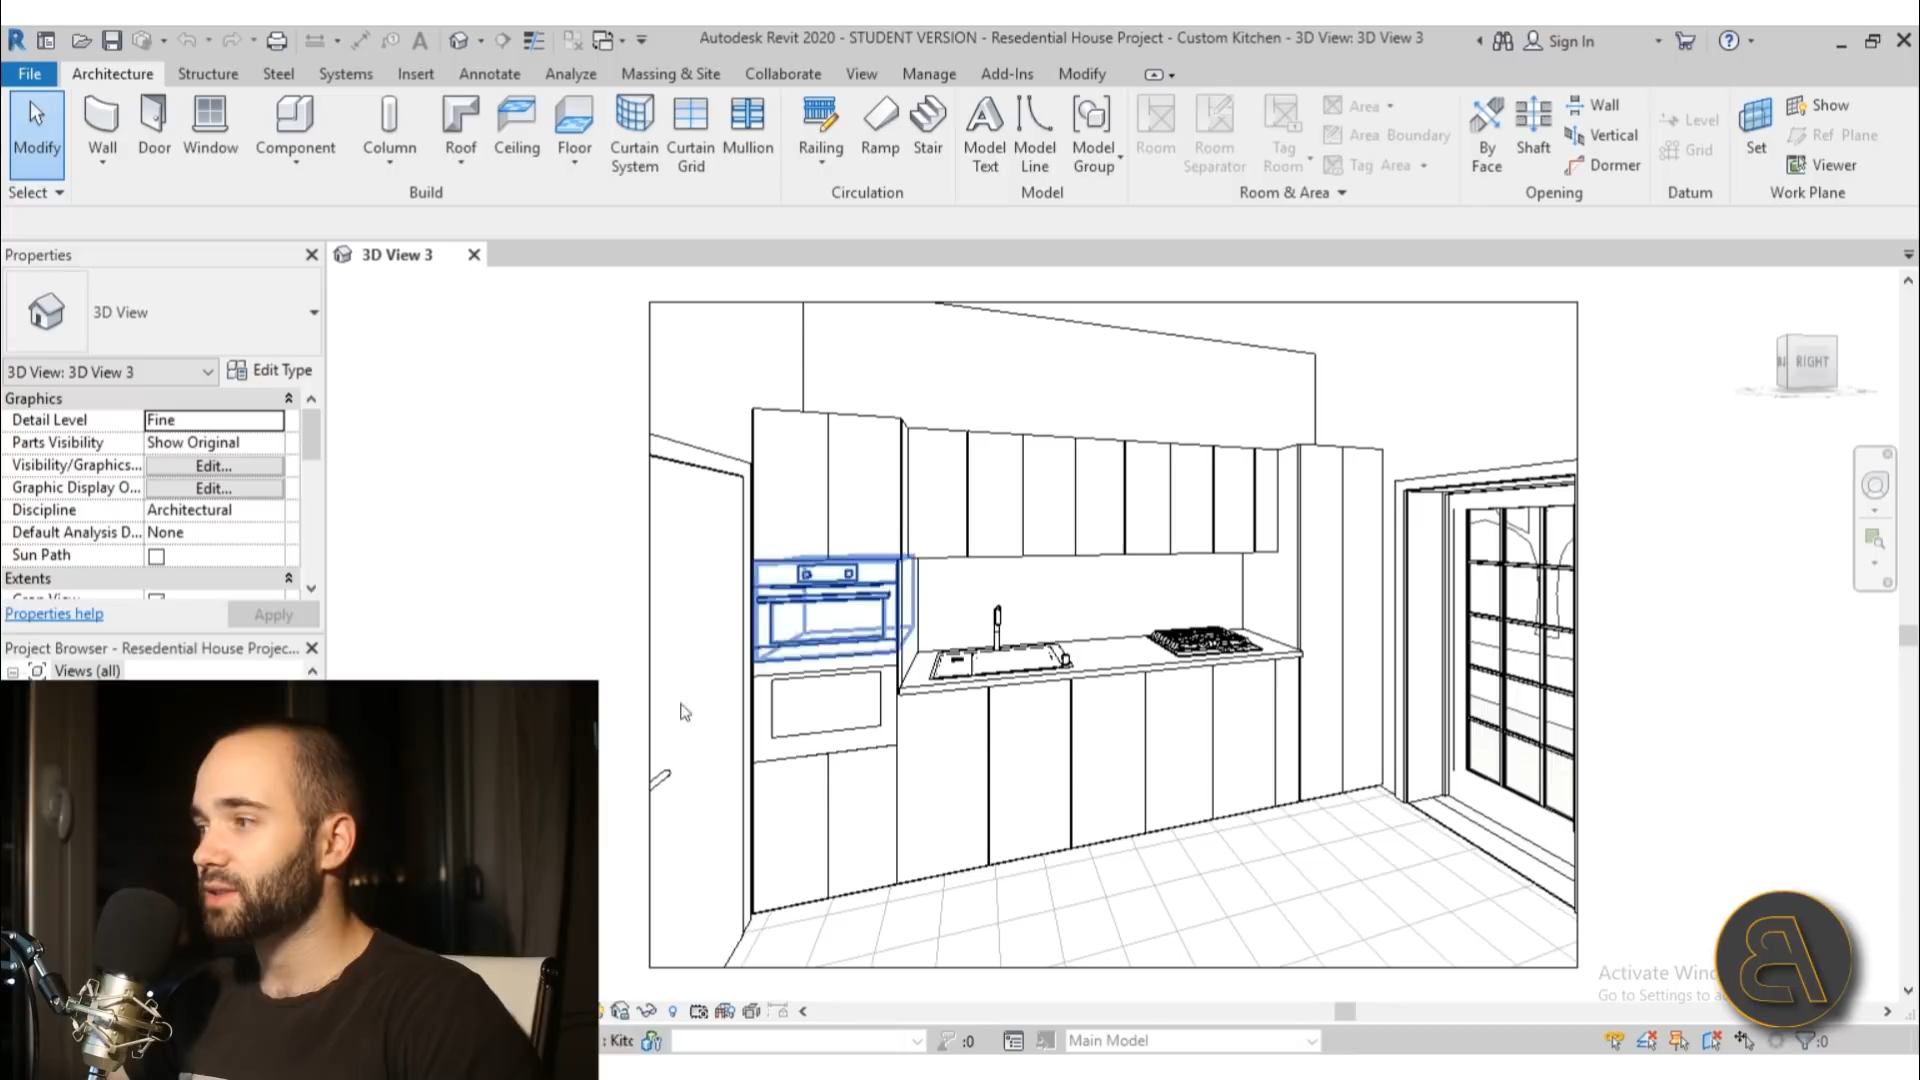 Autodesk Revit 2020 - STUDENT VERSION - Resedential House Project - Custom Kitchen - 3D View: 3D View 3
Sign In
File Architecture Structure Steel Systems Insert Annotate Analyze Massing & Site Collaborate View Manage Add-Ins Modify
Modify
Wall
Door
Window
Component
Column
Roof
Ceiling
Floor
Curtain System
Curtain Grid
Mullion
Railing
Ramp
Stair
Model Text
Model Line
Model Group
Room
Room Separator
Tag Room
Area
Area Boundary
Tag Area
By Face
Shaft
Wall
Vertical
Dormer
Level
Grid
Set
Show
Ref Plane
Viewer
Select Build Circulation Model Room & Area Opening Datum Work Plane
Properties
3D View 3
3D View
3D View: 3D View 3 Edit Type
Graphics
Detail Level Fine
Parts Visibility Show Original
Visibility/Graphics... Edit...
Graphic Display O... Edit...
Discipline Architectural
Default Analysis D... None
Sun Path
Extents
Properties help Apply
Project Browser - Resedential House Projec...
Views (all)
RIGHT
Activate Wind
Go to Settings to a
: Kitc
:0
Main Model
:0